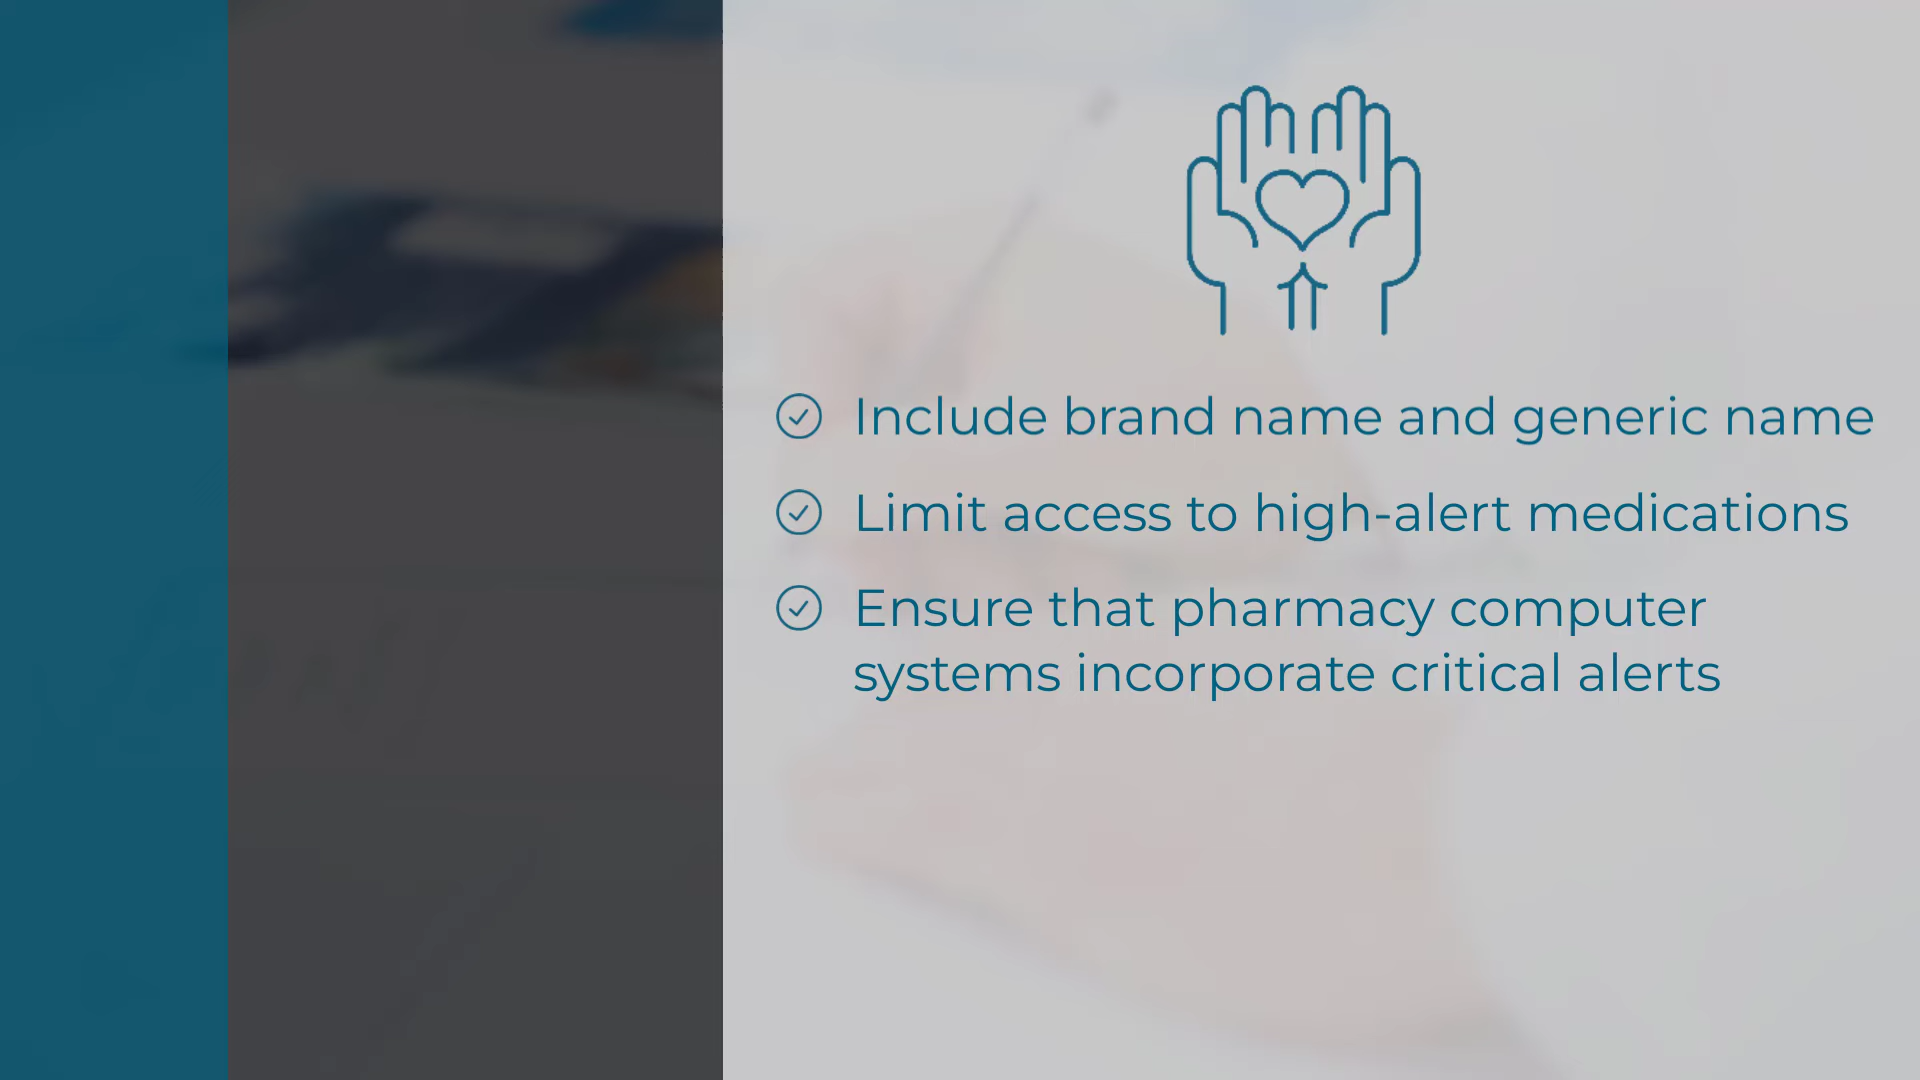 Include brand name and generic name
Limit access to high-alert medications
Ensure that pharmacy computer
systems incorporate critical alerts